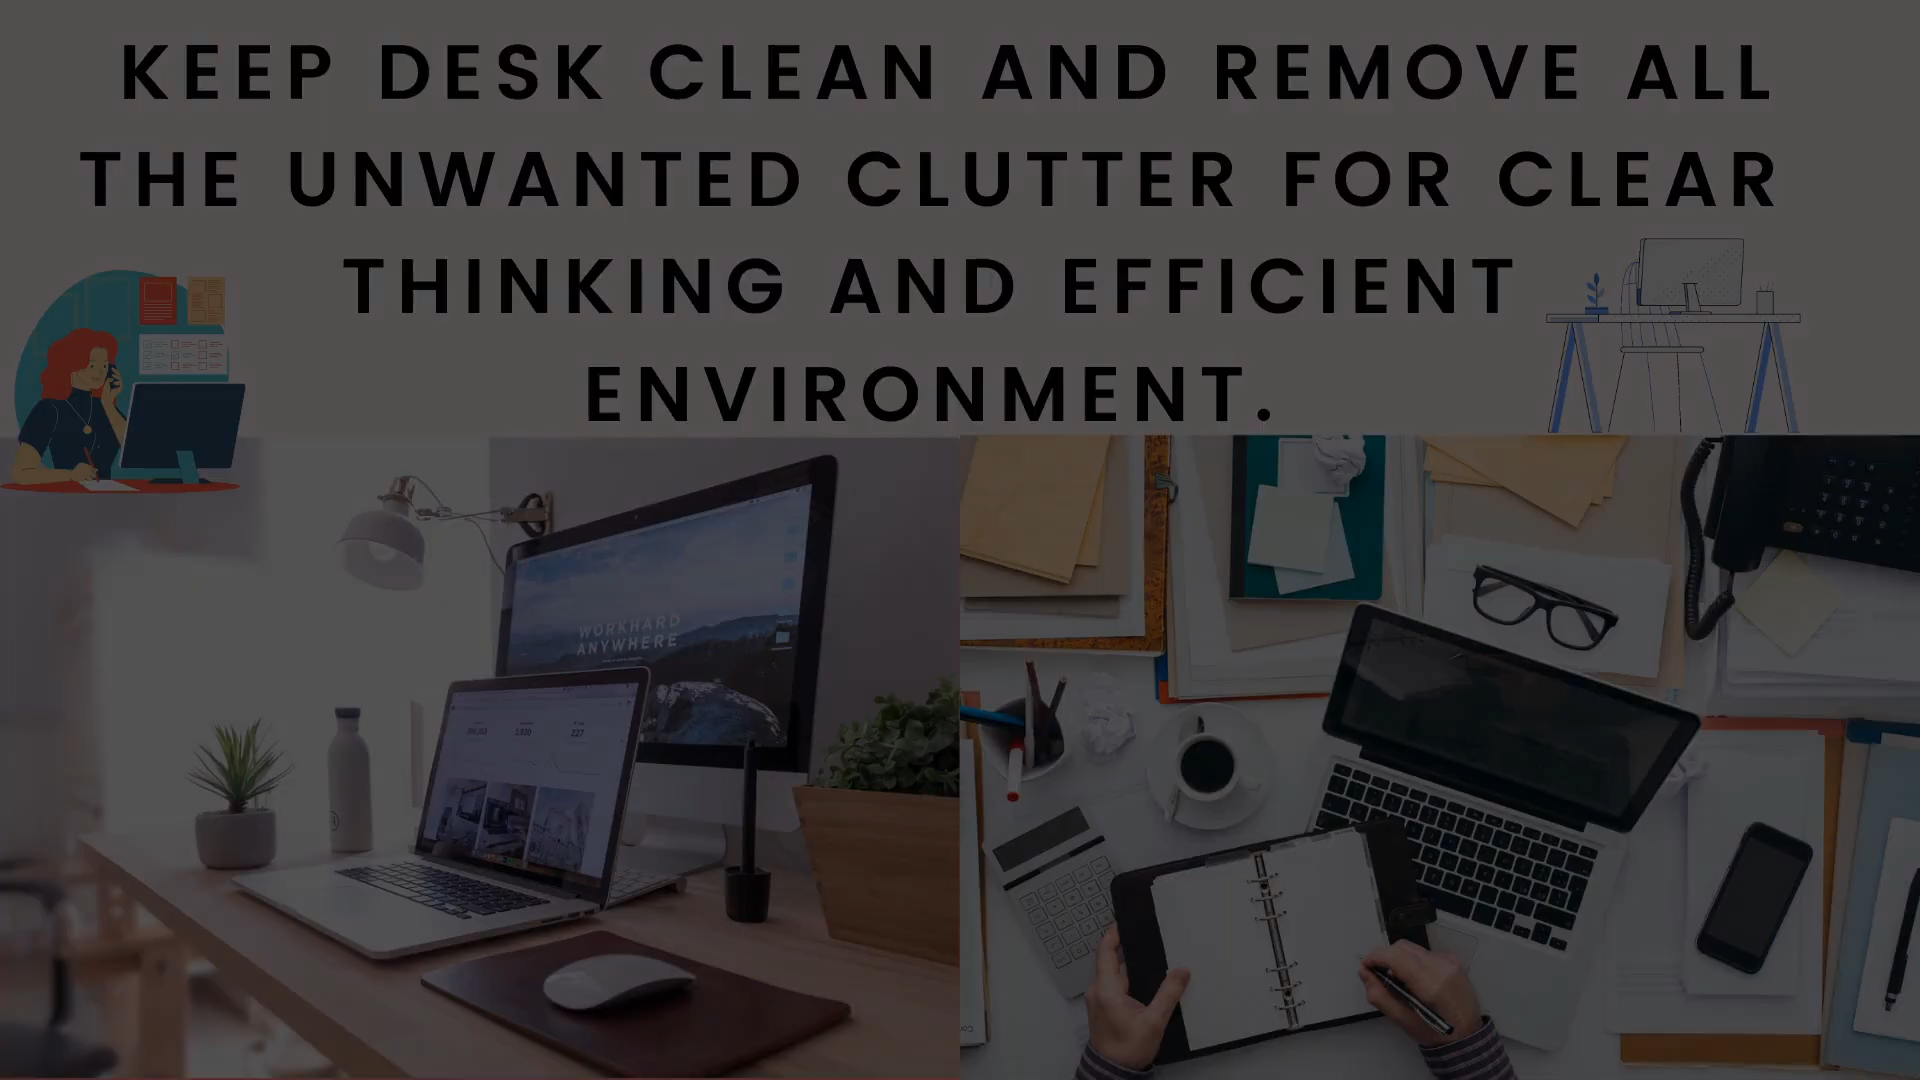 KEEP DESK CLEAN AND REMOVE ALL
THE UNWANTED CLUTTER FOR CLEAR
THINKING AND EFFICIENT
ENVIRONMENT.
WORKHARD
ANYWHERE